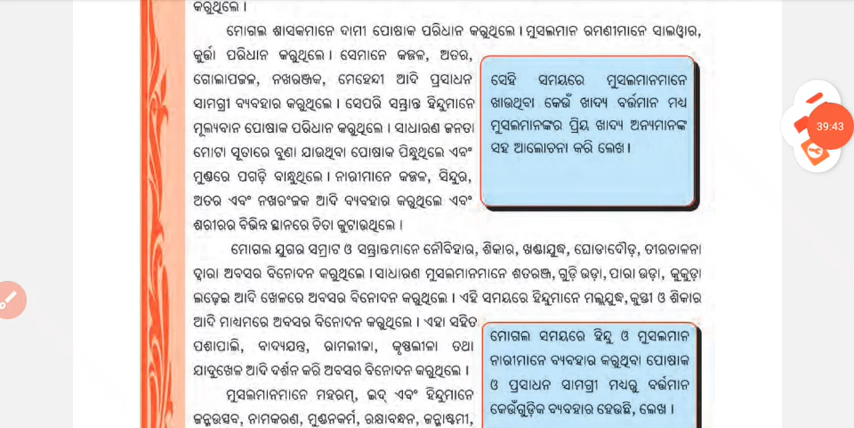 କରୁଥିଲେ ।
ମୋଗଲ ଶାସକମାନେ ଦାମୀ ପୋଷାକ ପରିଧାନ କରୁଥିଲେ । ମୁସଲମାନ ରମଣୀମାନେ ସାଲୱାର,
କୁର୍ତ୍ତା ପରିଧାନ କରୁଥିଲେ । ସେମାନେ କଜ୍ଜଳ, ଅତର,
ଗୋଲାପଜଳ, ନଖରଞ୍ଜକ, ମେହେନ୍ଦୀ ଆଦି ପ୍ରସାଧନ
ସାମଗ୍ରୀ ବ୍ୟବହାର କରୁଥିଲେ । ସେପରି ସମ୍ଭ୍ରାନ୍ତ ହିନ୍ଦୁମାନେ
ମୂଲ୍ୟବାନ ପୋଷାକ ପରିଧାନ କରୁଥିଲେ । ସାଧାରଣ ଜନତା
ମୋଟା ସୂତାରେ ବୁଣା ଯାଉଥିବା ପୋଷାକ ପିନ୍ଧୁଥିଲେ ଏବଂ
ମୁଣ୍ଡରେ ପଗଡ଼ି ବାନ୍ଧୁଥିଲେ । ନାରୀମାନେ କଜ୍ଜଳ, ସିନ୍ଦୁର,
ଅତର ଏବଂ ନଖରଂଜକ ଆଦି ବ୍ୟବହାର କରୁଥିଲେ ଏବଂ
ଶରୀରର ବିଭିନ୍ନ ସ୍ଥାନରେ ଚିତା କୁଟାଉଥିଲେ ।
ସେହି ସମୟରେ ମୁସଲମାନମାନେ
ଖାଉଥିବା କେଉଁ ଖାଦ୍ୟ ବର୍ତ୍ତମାନ ମଧ୍ୟ
ମୁସଲମାନଙ୍କର ପ୍ରିୟ ଖାଦ୍ୟ ଅନ୍ୟମାନଙ୍କ
ସହ ଆଲୋଚନା କରି ଲେଖ ।
39:43
ମୋଗଲ ଯୁଗର ସମ୍ରାଟ ଓ ସମ୍ଭ୍ରାନ୍ତମାନେ ନୌବିହାର, ଶିକାର, ଖଣ୍ଡାଯୁଦ୍ଧ, ଘୋଡାଦୌଡ଼, ତୀରଚାଳନା
ଦ୍ୱାରା ଅବସର ବିନୋଦନ କରୁଥିଲେ । ସାଧାରଣ ମୁସଲମାନମାନେ ଶତରଞ୍ଜ, ଗୁଡ଼ି ଉଡ଼ା, ପାରା ଉଡ଼ା, କୁକୁଡ଼ା
ଲଢ଼େଇ ଆଦି ଖେଳରେ ଅବସର ବିନୋଦନ କରୁଥିଲେ । ଏହି ସମୟରେ ହିନ୍ଦୁମାନେ ମଲ୍ଲଯୁଦ୍ଧ, କୁସ୍ତୀ ଓ ଶିକାର
ଆଦି ମାଧ୍ୟମରେ ଅବସର ବିନୋଦନ କରୁଥିଲେ । ଏହା ସହିତ
ପଶାପାଲି, ବାଦ୍ୟଯନ୍ତ୍ର, ରାମଲୀଳା, କୃଷ୍ଣଲୀଳା ତଥା
ଯାଦୁଖେଳ ଆଦି ଦର୍ଶନ କରି ଅବସର ବିନୋଦନ କରୁଥିଲେ ।
ମୁସଲମାନମାନେ ମହରମ୍, ଇଦ୍ ଏବଂ ହିନ୍ଦୁମାନେ
ଜନ୍ମଉତ୍ସବ, ନାମକରଣ, ମୁଣ୍ଡନକର୍ମ, ରକ୍ଷାବନ୍ଧନ, ଜନ୍ମାଷ୍ଟମୀ,
ମୋଗଲ ସମୟରେ ହିନ୍ଦୁ ଓ ମୁସଲମାନ
ନାରୀମାନେ ବ୍ୟବହାର କରୁଥିବା ପୋଷାକ
ଓ ପ୍ରସାଧନ ସାମଗ୍ରୀ ମଧ୍ୟରୁ ବର୍ତ୍ତମାନ
କେଉଁଗୁଡ଼ିକ ବ୍ୟବହାର ହେଉଛି, ଲେଖ ।